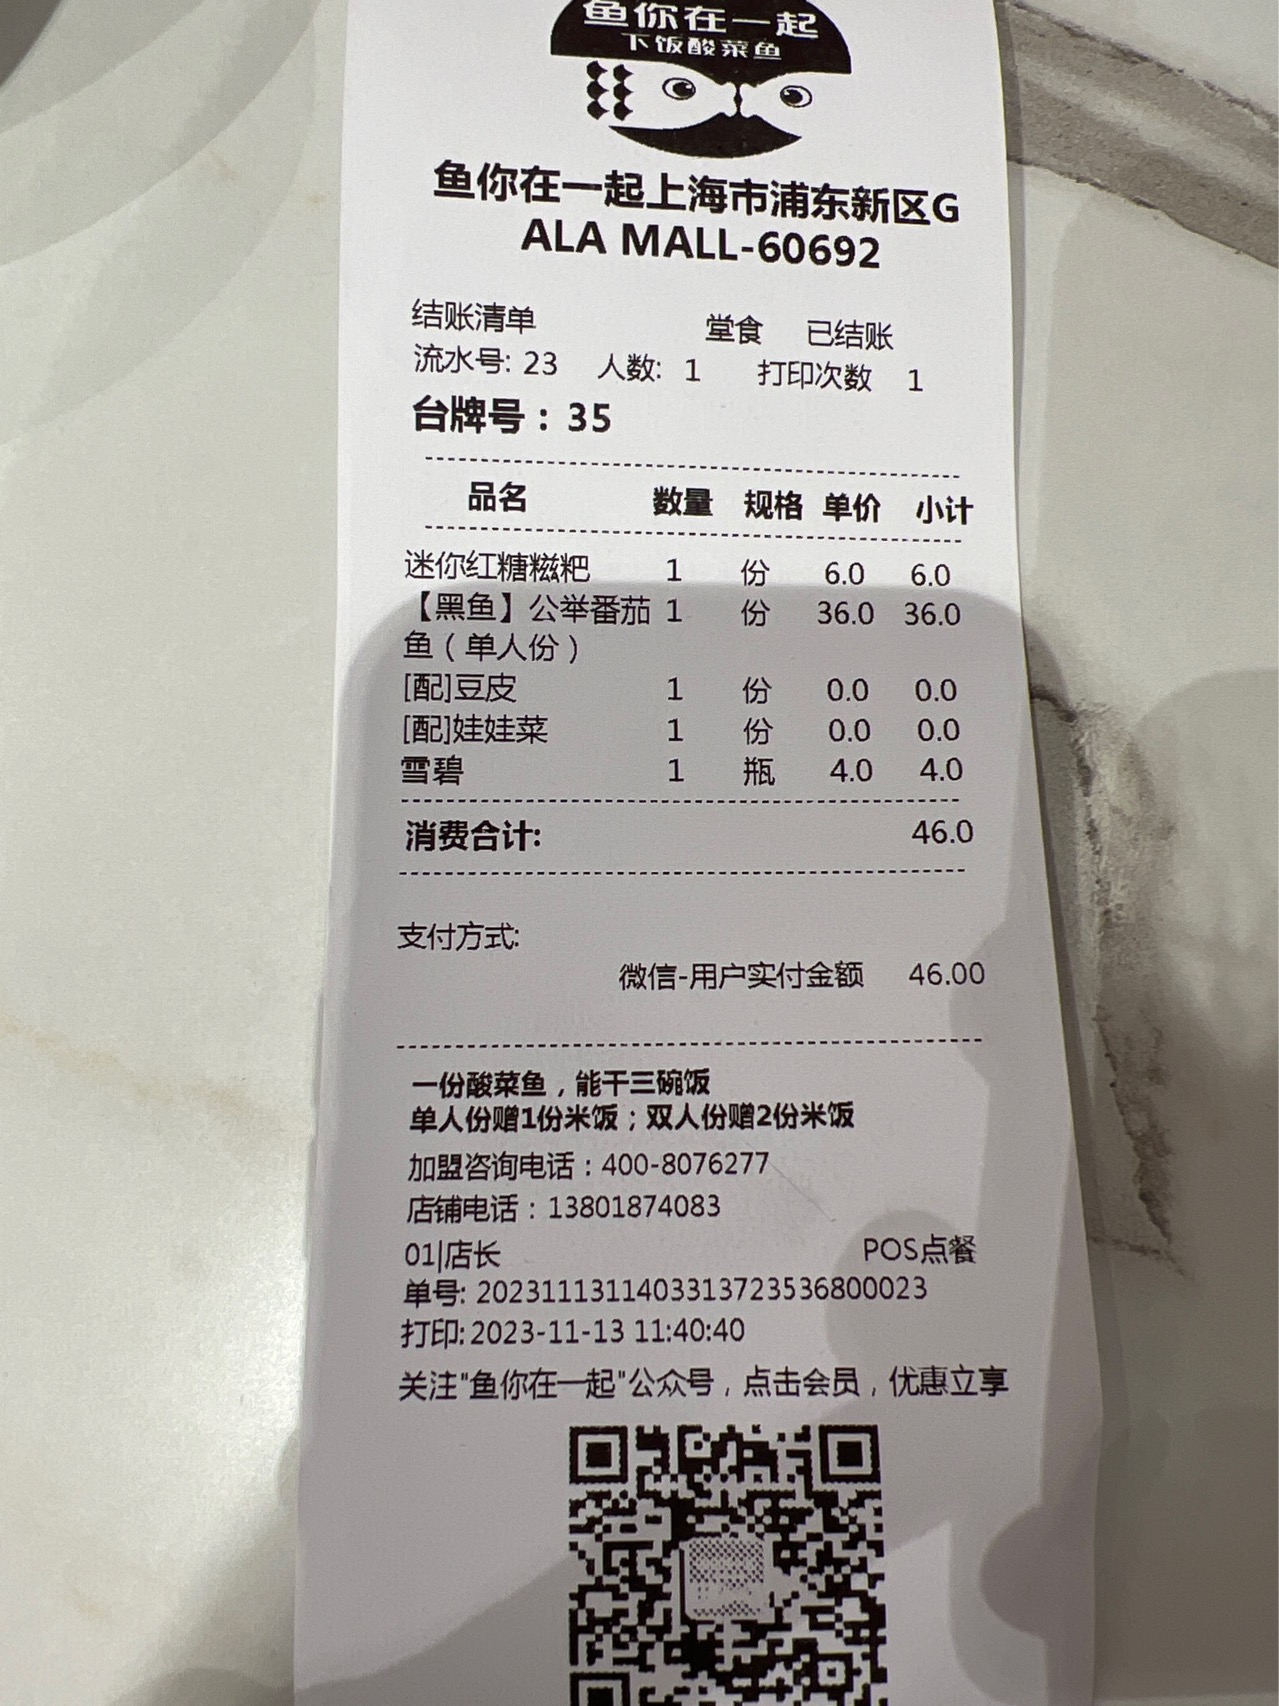 鱼你在一起
下饭酸菜鱼
鱼你在一起上海市浦东新区G
ALA MALL-60692
结账清单 堂食 已结账
流水号: 23 人数: 1 打印次数 1
台牌号：35
品名 数量 规格 单价 小计
迷你红糖糍粑 1 份 6.0 6.0
【黑鱼】公举番茄 1 份 36.0 36.0
鱼（单人份）
[配]豆皮 1 份 0.0 0.0
[配]娃娃菜 1 份 0.0 0.0
雪碧 1 瓶 4.0 4.0
消费合计: 46.0
支付方式:
微信-用户实付金额 46.00
一份酸菜鱼，能干三碗饭
单人份赠1份米饭；双人份赠2份米饭
加盟咨询电话：400-8076277
店铺电话：13801874083
01|店长 POS点餐
单号: 2023111311403313723536800023
打印: 2023-11-13 11:40:40
关注"鱼你在一起"公众号，点击会员，优惠立享